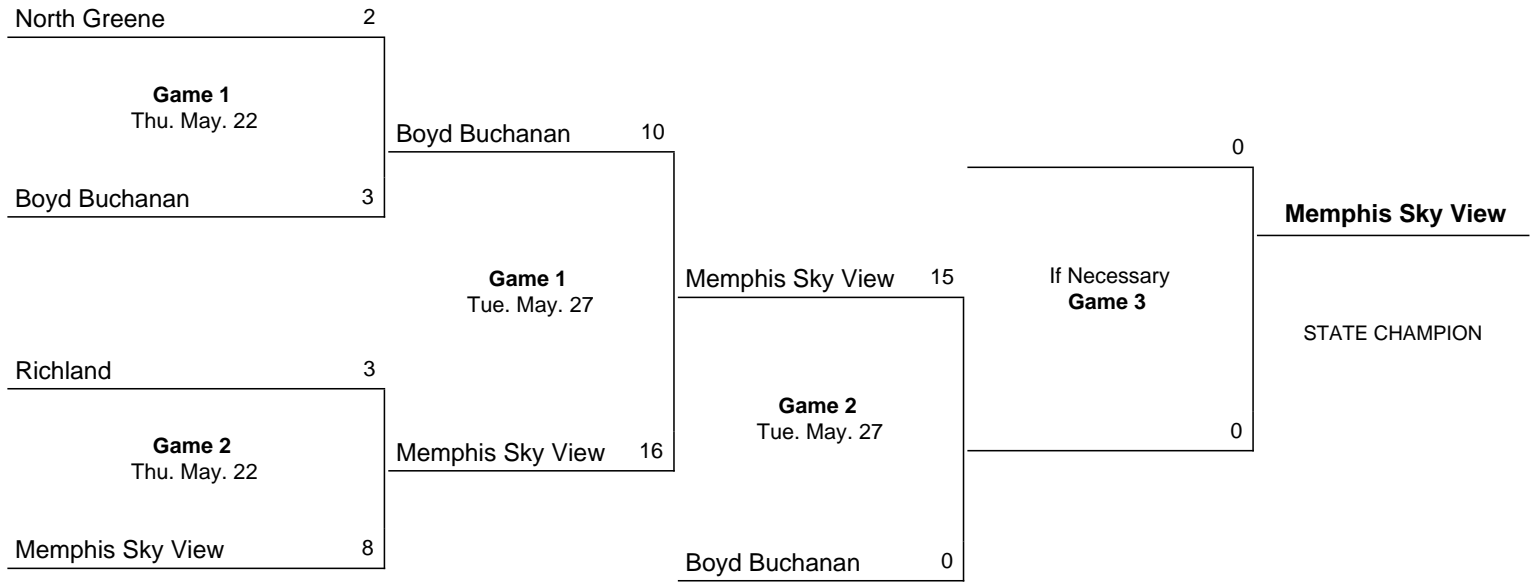 North Greene 2
Game 1
Thu. May. 22
Boyd Buchanan 3
Richland 3
Game 2
Thu. May. 22
Memphis Sky View 8
Boyd Buchanan 10
Game 1
Tue. May. 27
Memphis Sky View 16
Memphis Sky View 15
Game 2
Tue. May. 27
Boyd Buchanan 0
0
If Necessary
Game 3
0
Memphis Sky View
STATE CHAMPION